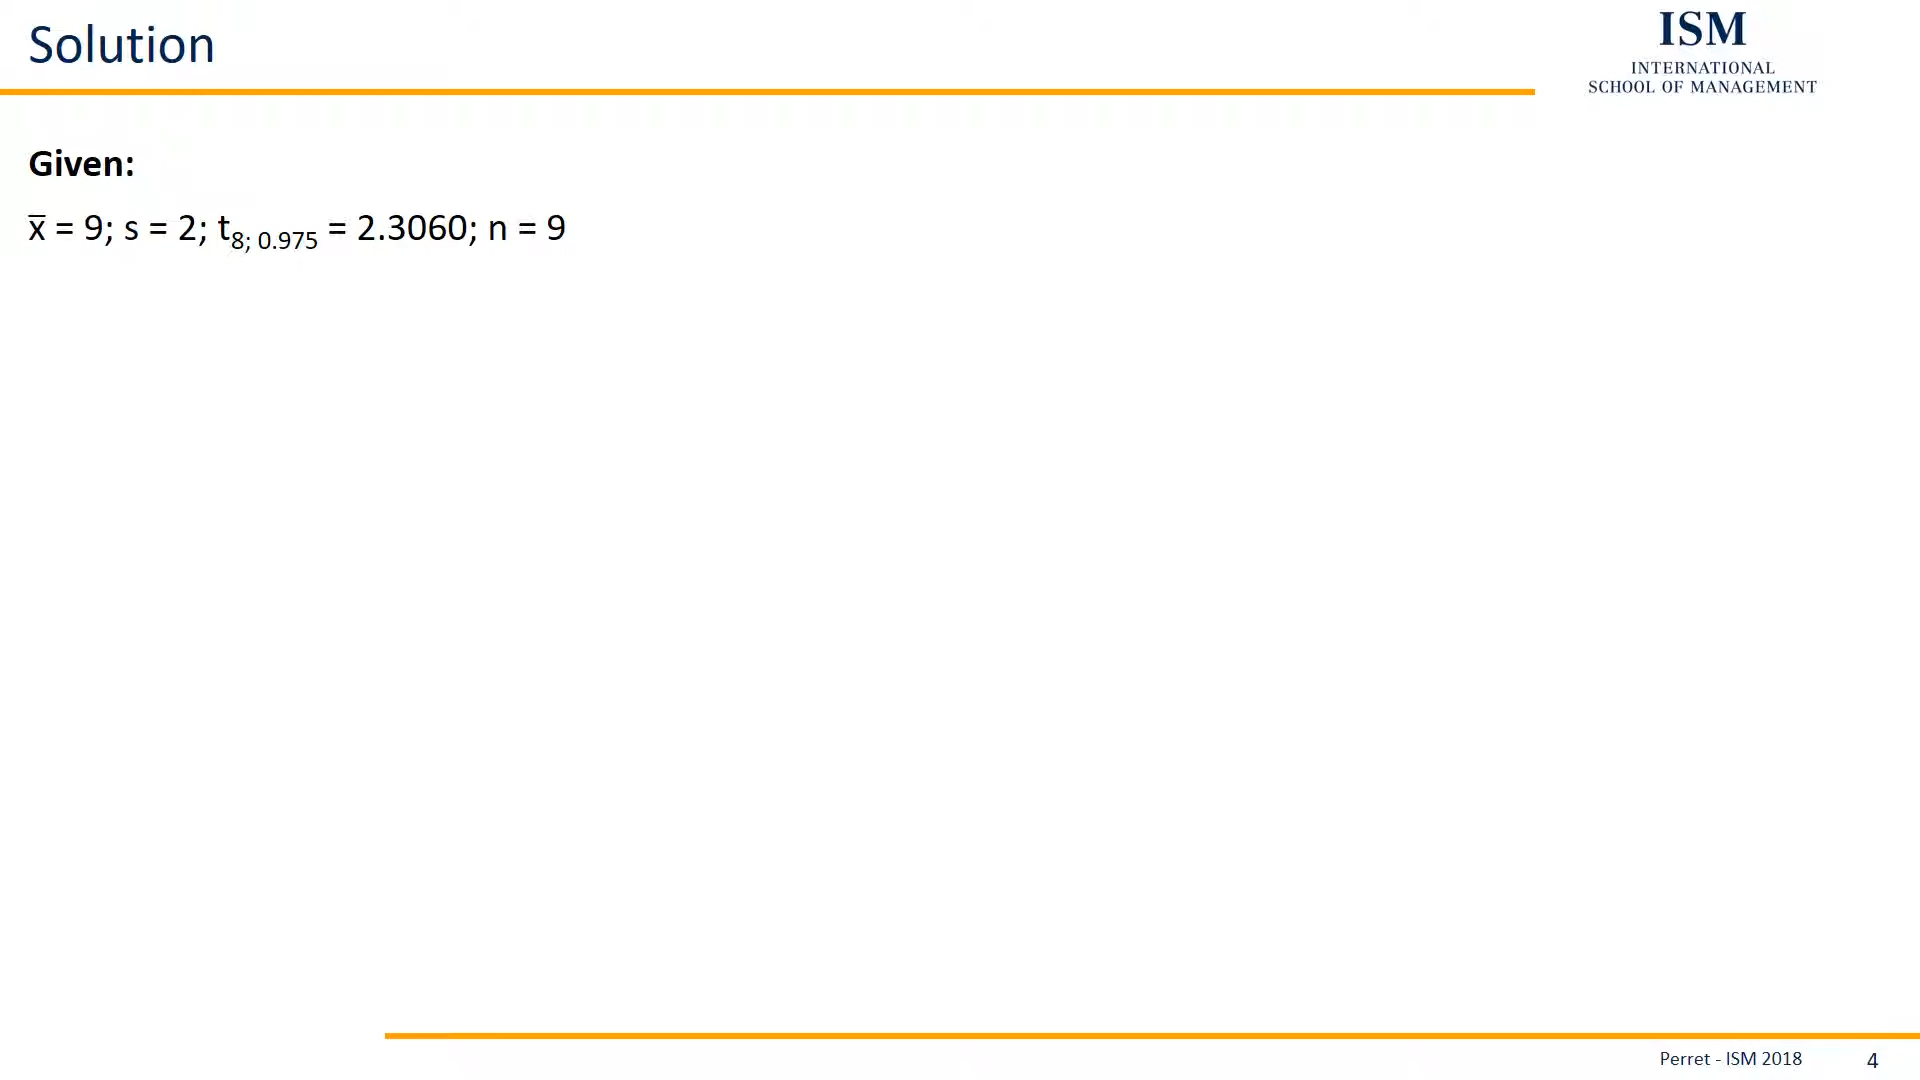 Solution
ISM
INTERNATIONAL
SCHOOL OF MANAGEMENT
Given:
x̅ = 9; s = 2; t8; 0.975 = 2.3060; n = 9
Perret - ISM 2018
4